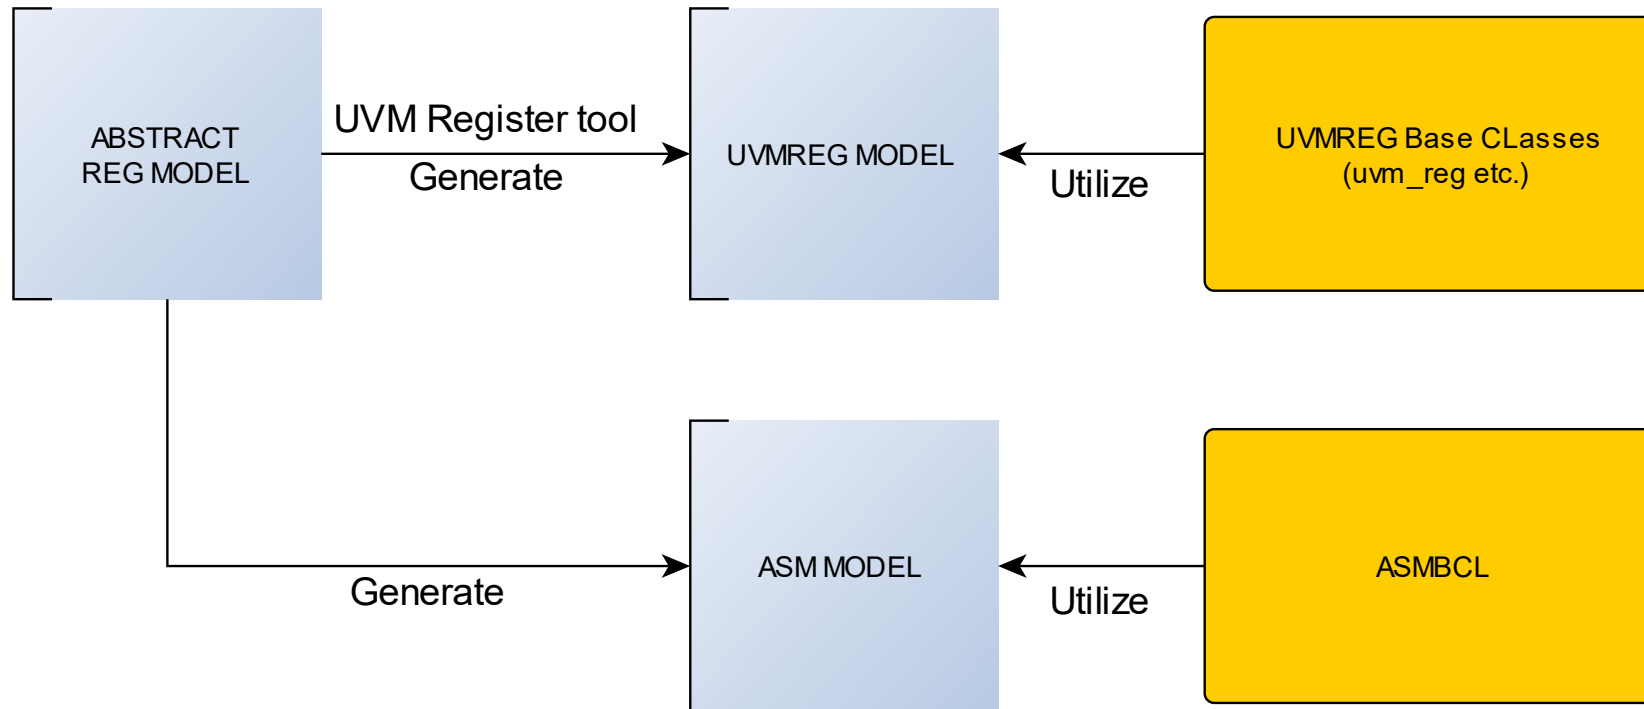 ABSTRACT
REG MODEL
UVM Register tool
Generate
UVMREG MODEL
Utilize
UVMREG Base CLasses
(uvm_reg etc.)
Generate
ASM MODEL
Utilize
ASMBCL